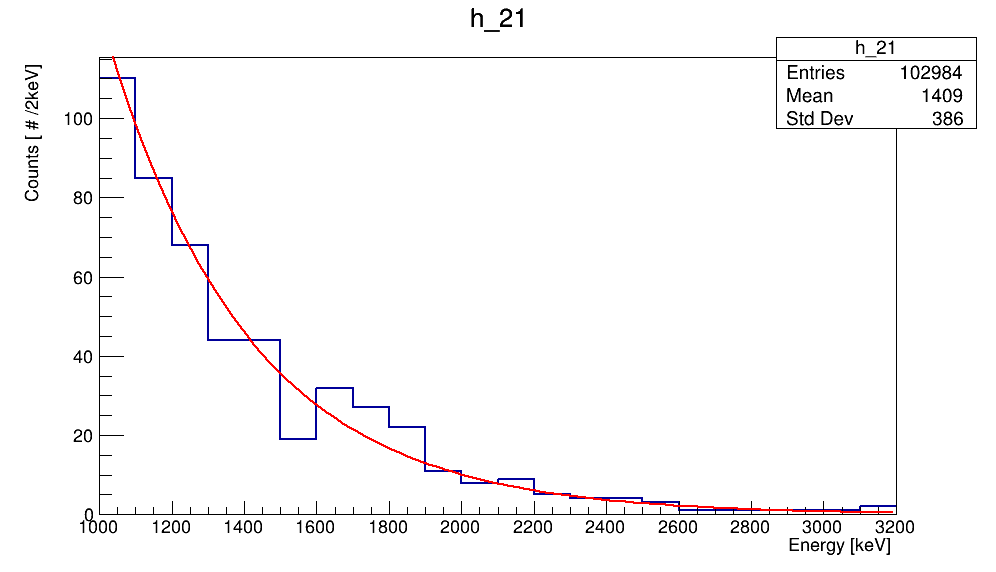 h_21
h_21
Entries 102984
Mean 1409
Std Dev 386
Counts [ # /2keV]
100
80
60
40
20
0
1000 1200 1400 1600 1800 2000 2200 2400 2600 2800 3000 3200
Energy [keV]